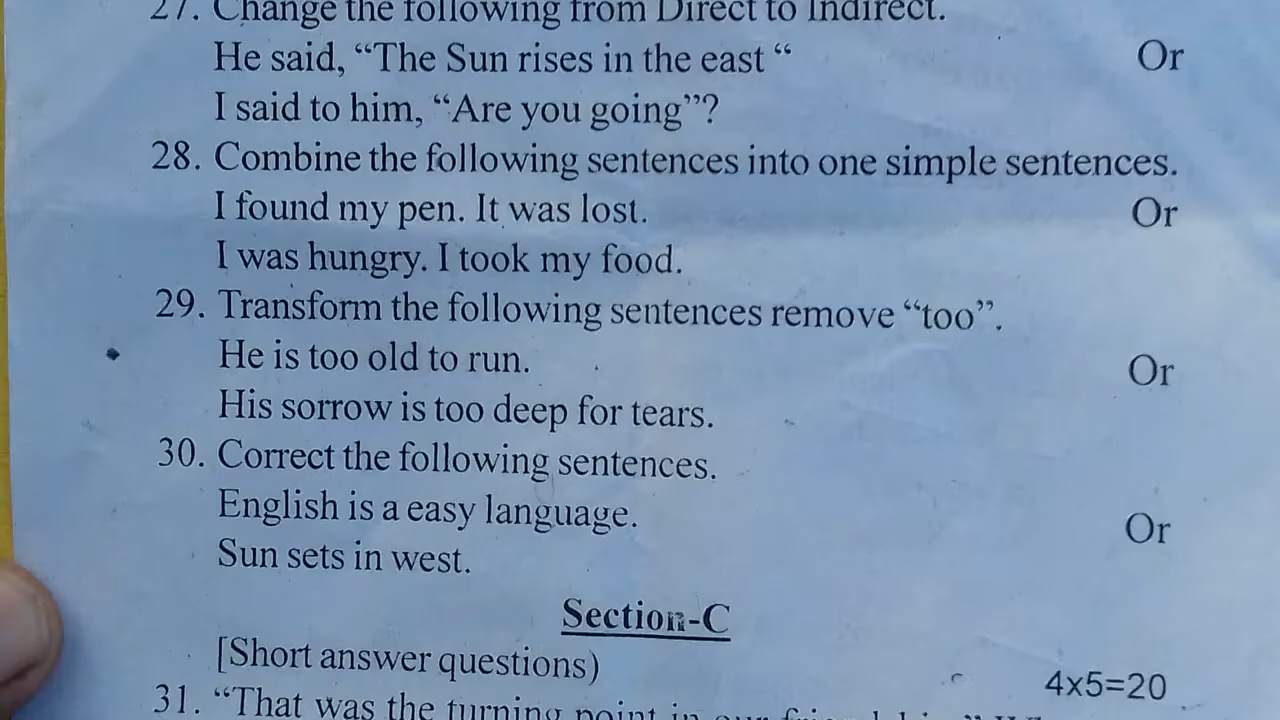 27. Change the following from Direct to Indirect.
He said, “The Sun rises in the east “ Or
I said to him, “Are you going”?
28. Combine the following sentences into one simple sentences.
I found my pen. It was lost. Or
I was hungry. I took my food.
29. Transform the following sentences remove “too”.
He is too old to run. Or
His sorrow is too deep for tears.
30. Correct the following sentences.
English is a easy language. Or
Sun sets in west.
Section-C
[Short answer questions) 4x5=20
31. “That was the turning point in our friendship”